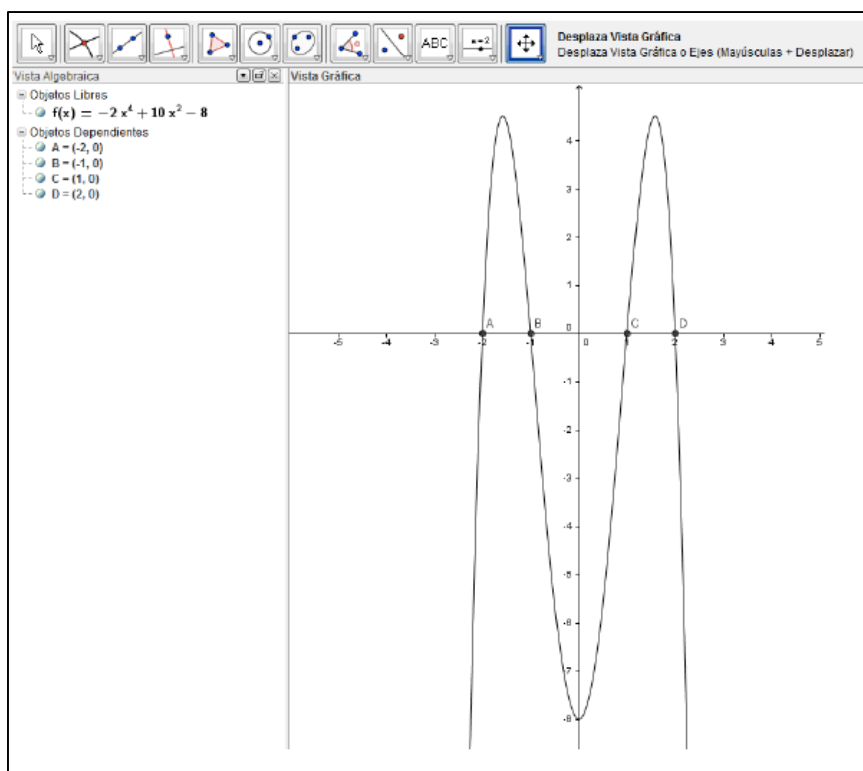 ABC
a=2
Desplaza Vista Gráfica
Desplaza Vista Gráfica o Ejes (Mayúsculas + Desplazar)
Vista Algebraica
Vista Gráfica
Objetos Libres
f(x) = −2 x⁴ + 10 x² − 8
Objetos Dependientes
A = (-2, 0)
B = (-1, 0)
C = (1, 0)
D = (2, 0)
4
3
2
1
0
A
B
C
D
-5
-4
-3
-2
-1
0
1
2
3
4
5
-1
-2
-3
-4
-5
-6
-7
-8